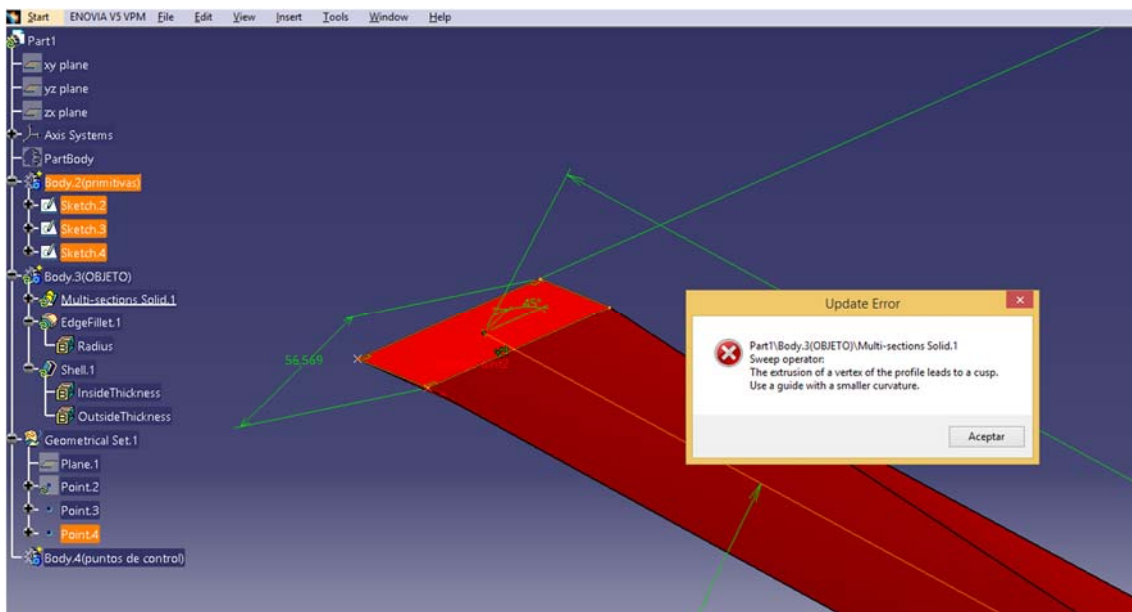 Start ENOVIA V5 VPM File Edit View Insert Tools Window Help
Part1
xy plane
yz plane
zx plane
Axis Systems
PartBody
Body.2(primitivas)
Sketch.2
Sketch.3
Sketch.4
Body.3(OBJETO)
Multi-sections Solid.1
EdgeFillet.1
Radius
Shell.1
InsideThickness
OutsideThickness
Geometrical Set.1
Plane.1
Point.2
Point.3
Point.4
Body.4(puntos de control)
45°
56,569
Update Error
Part1\Body.3(OBJETO)\Multi-sections Solid.1
Sweep operator:
The extrusion of a vertex of the profile leads to a cusp.
Use a guide with a smaller curvature.
Aceptar